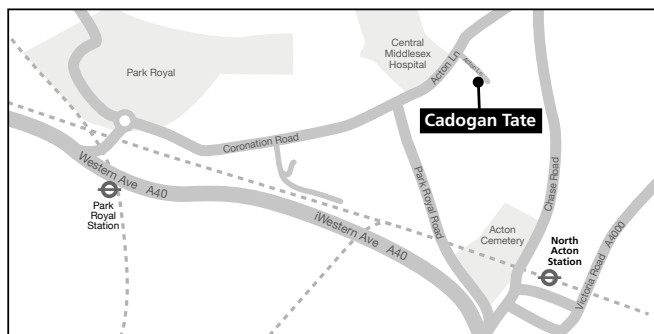 Park Royal
Central
Middlesex
Hospital
Acton Ln
Cadogan Tate
Coronation Road
Western Ave A40
Park
Royal
Station
iWestern Ave A40
Park Royal Road
Chase Road
Acton
Cemetery
North
Acton
Station
Victoria Road A4000